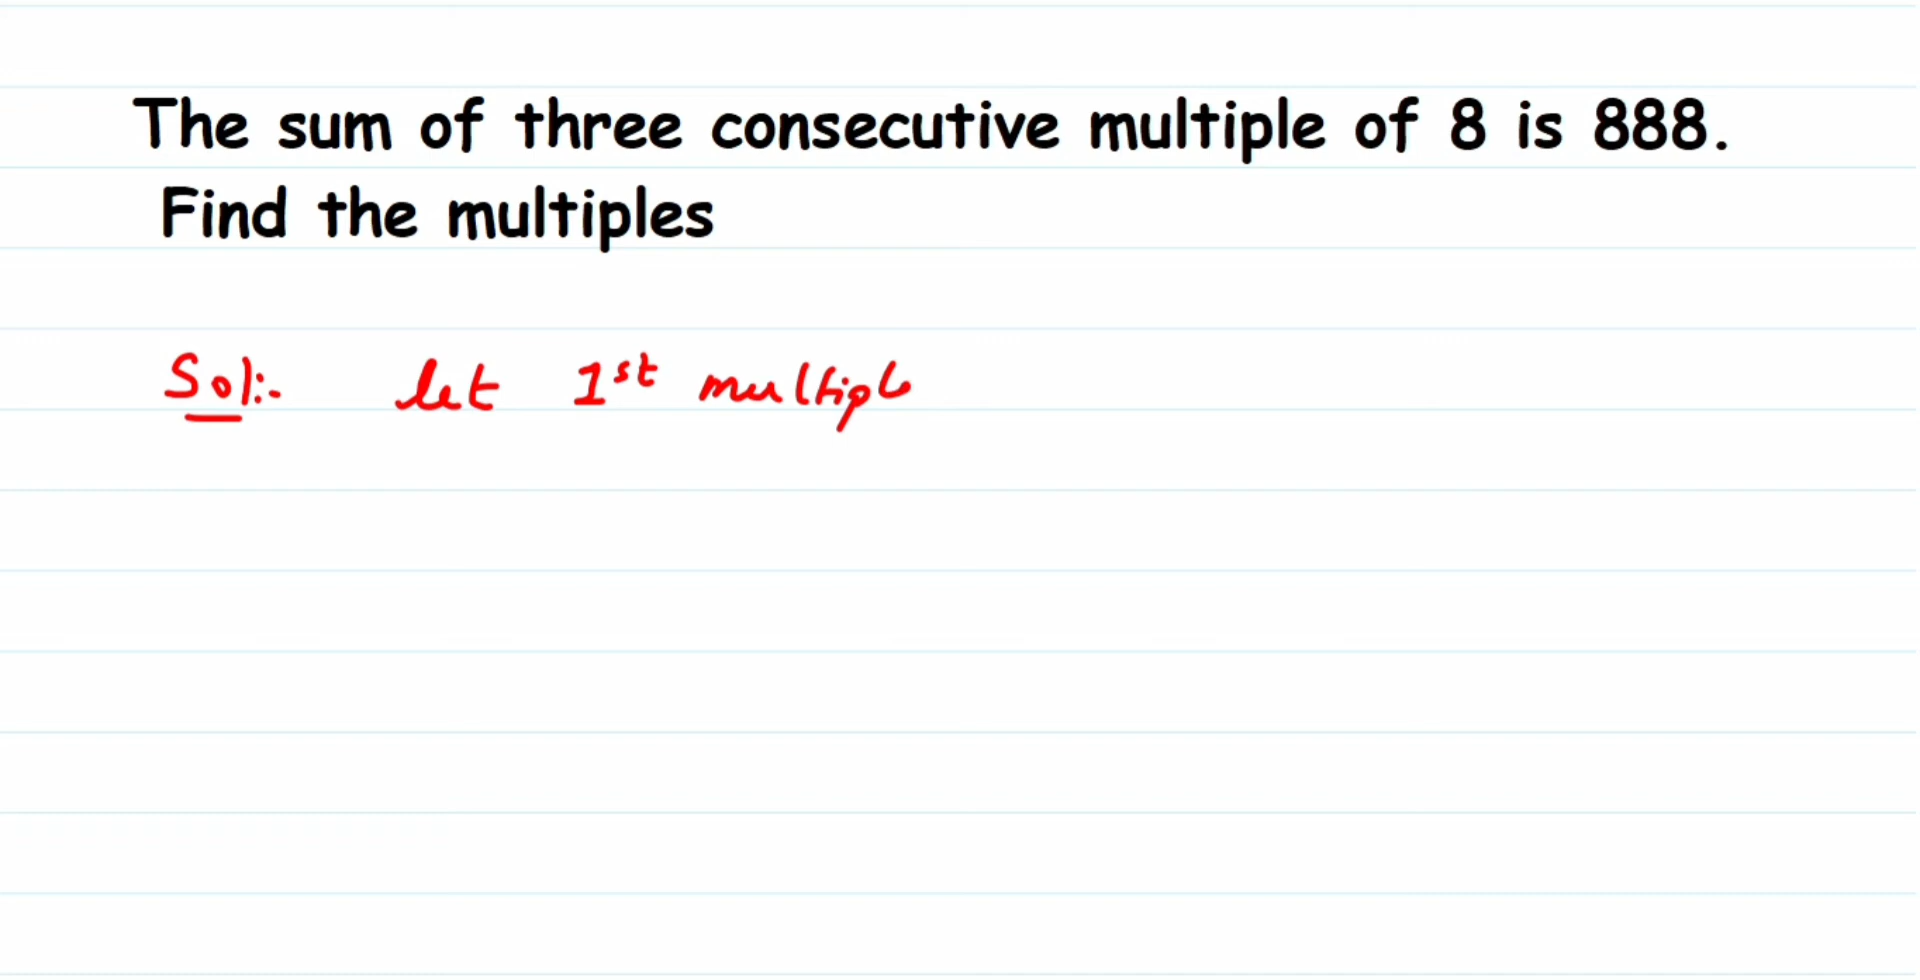 The sum of three consecutive multiple of 8 is 888.
Find the multiples
Sol:- let 1st multiple